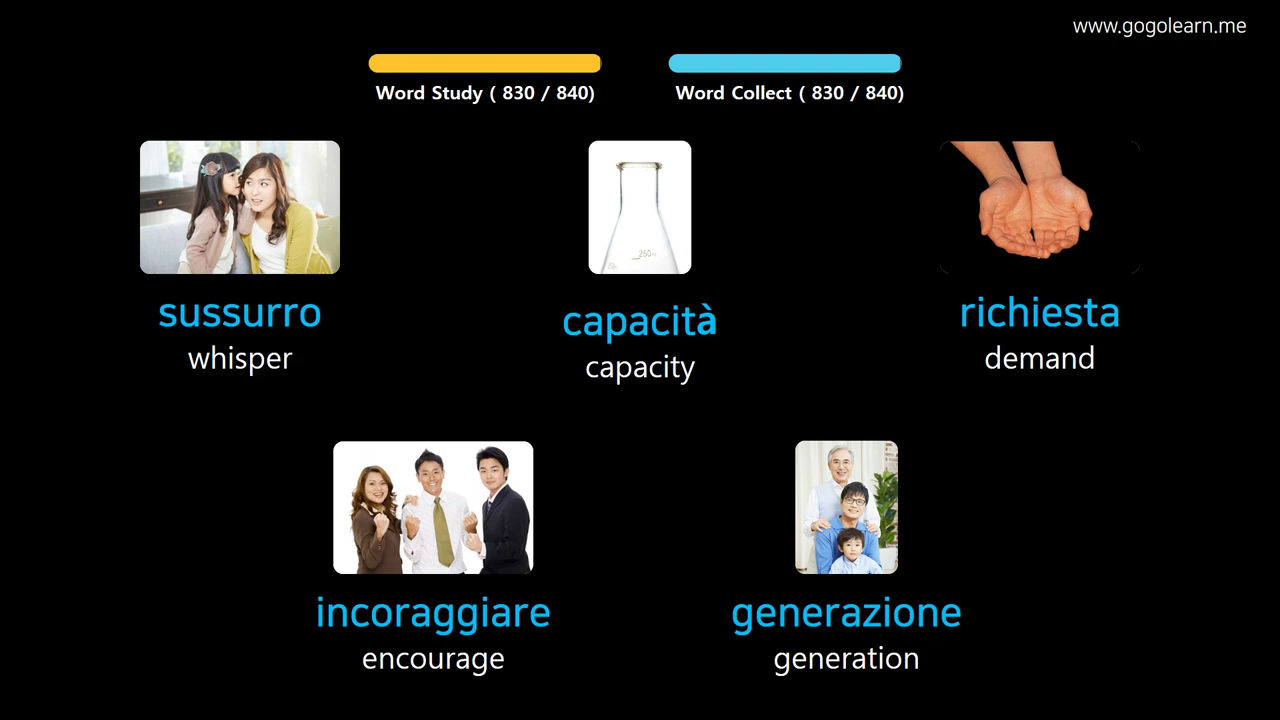 www.gogolearn.me
Word Study ( 830 / 840)
Word Collect ( 830 / 840)
sussurro
whisper
250ml
capacità
capacity
richiesta
demand
incoraggiare
encourage
generazione
generation